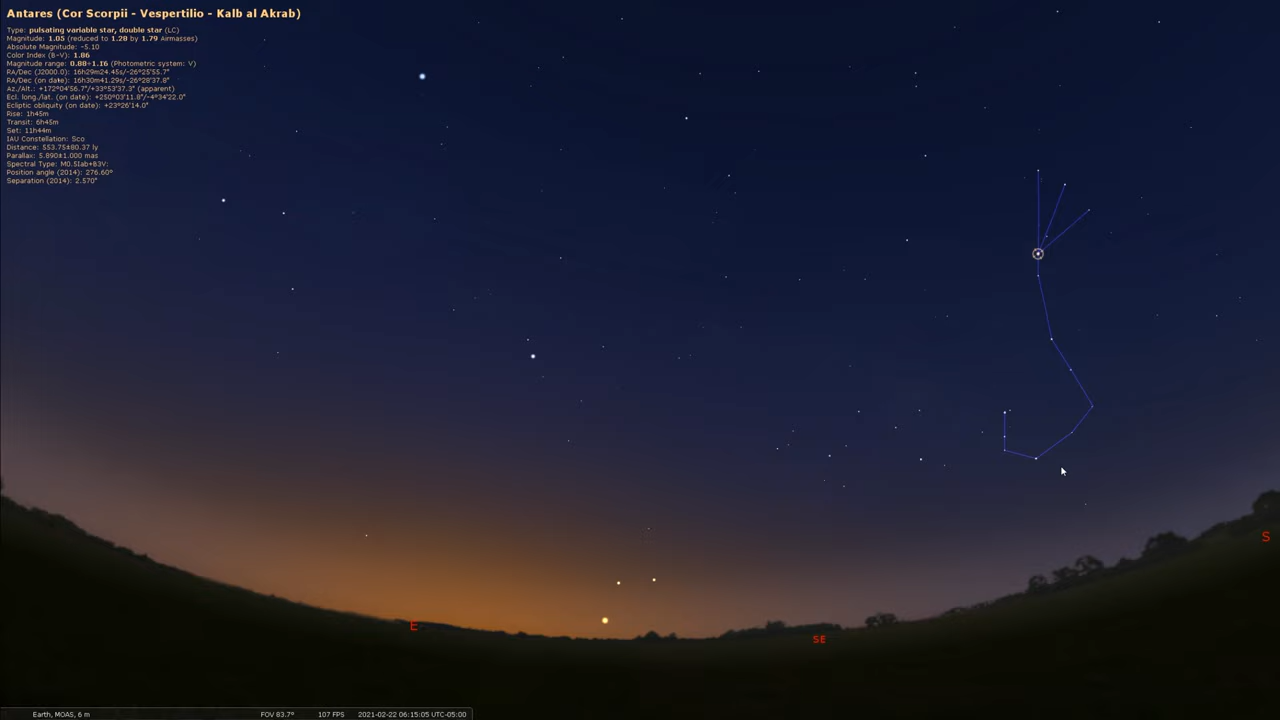 Antares (Cor Scorpii - Vespertilio - Kalb al Akrab)
Type: pulsating variable star, double star (LC)
Magnitude: 1.05 (reduced to 1.28 by 1.79 Airmasses)
Absolute Magnitude: -5.10
Color Index (B-V): 1.86
Magnitude range: 0.88÷1.16 (Photometric system: V)
RA/Dec (J2000.0): 16h29m24.45s/-26°25'55.7"
RA/Dec (on date): 16h30m41.29s/-26°28'37.8"
Az./Alt.: +172°04'56.7"/+33°53'37.3" (apparent)
Ecl. long./lat. (on date): +250°03'11.8"/-4°34'22.0"
Ecliptic obliquity (on date): +23°26'14.0"
Rise: 1h45m
Transit: 6h45m
Set: 11h44m
IAU Constellation: Sco
Distance: 553.75±80.37 ly
Parallax: 5.890±1.000 mas
Spectral Type: M0.5Iab+B3V:
Position angle (2014): 276.60°
Separation (2014): 2.570"
S
E
SE
Earth, MOAS, 6 m FOV 83.7° 107 FPS 2021-02-22 06:15:05 UTC-05:00